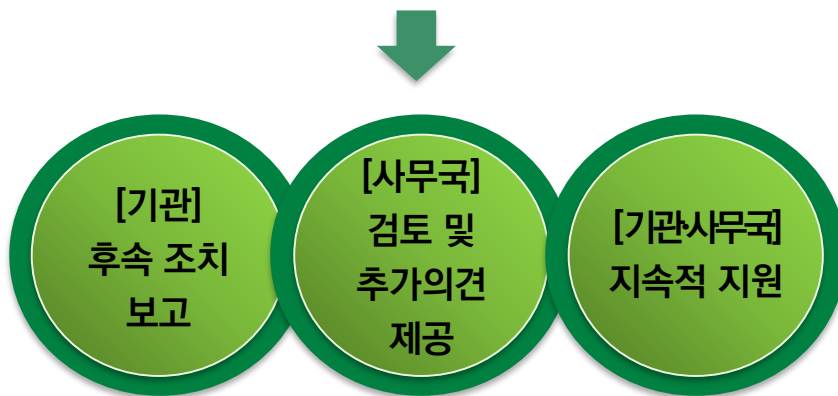 [기관]
후속 조치
보고
[사무국]
검토 및
추가의견
제공
[기관·사무국]
지속적 지원